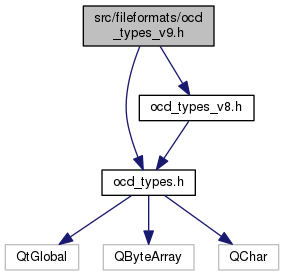 src/fileformats/ocd
_types_v9.h
ocd_types_v8.h
ocd_types.h
QtGlobal
QByteArray
QChar